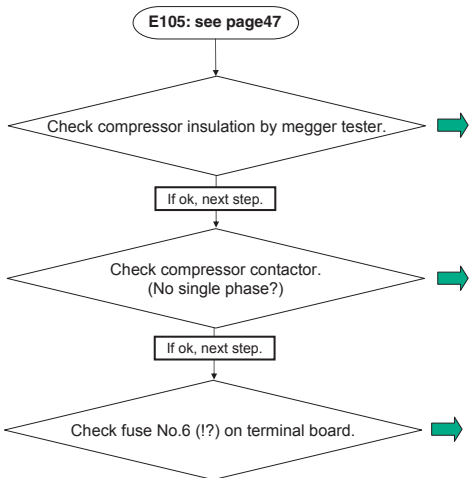 E105: see page47
Check compressor insulation by megger tester.
If ok, next step.
Check compressor contactor.
(No single phase?)
If ok, next step.
Check fuse No.6 (!?) on terminal board.